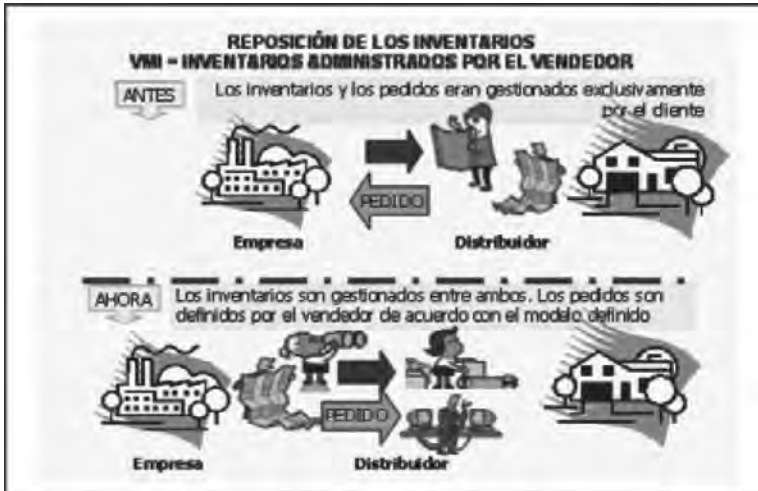 REPOSICIÓN DE LOS INVENTARIOS
VMI = INVENTARIOS ADMINISTRADOS POR EL VENDEDOR
ANTES
Los inventarios y los pedidos eran gestionados exclusivamente
por el cliente
PEDIDO
Empresa
Distribuidor
AHORA
Los inventarios son gestionados entre ambos. Los pedidos son
definidos por el vendedor de acuerdo con el modelo definido
PEDIDO
Empresa
Distribuidor